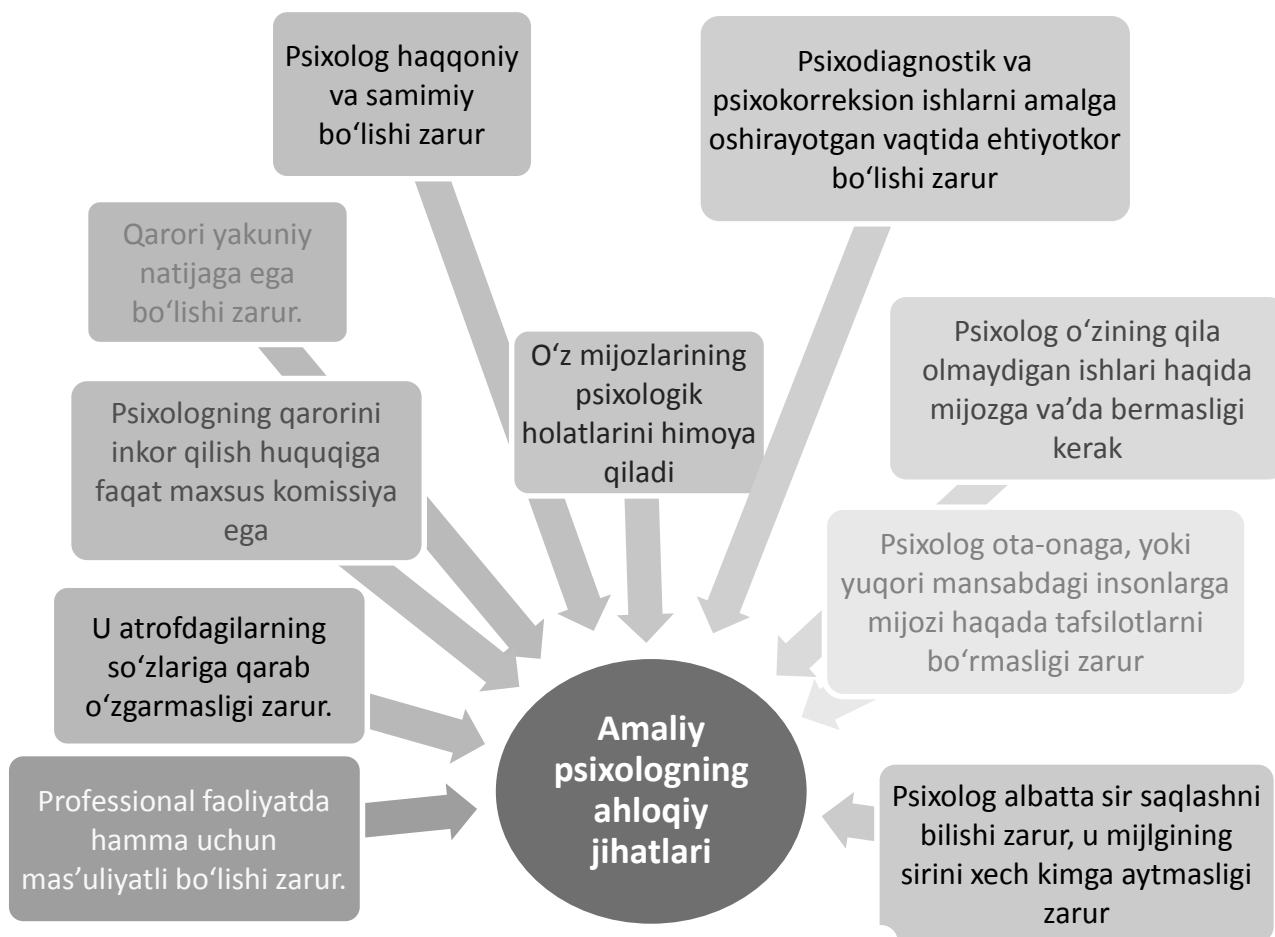 Psixolog haqqoniy
va samimiy
bo‘lishi zarur
Psixodiagnostik va
psixokorreksion ishlarni amalga
oshirayotgan vaqtida ehtiyotkor
bo‘lishi zarur
Qarori yakuniy
natijaga ega
bo‘lishi zarur.
O‘z mijozlarining
psixologik
holatlarini himoya
qiladi
Psixolog o‘zining qila
olmaydigan ishlari haqida
mijozga va’da bermasligi
kerak
Psixologning qarorini
inkor qilish huquqiga
faqat maxsus komissiya
ega
Psixolog ota-onaga, yoki
yuqori mansabdagi insonlarga
mijozi haqada tafsilotlarni
bo‘rmasligi zarur
U atrofdagilarning
so‘zlariga qarab
o‘zgarmasligi zarur.
Amaliy
psixologning
ahloqiy
jihatlari
Professional faoliyatda
hamma uchun
mas’uliyatli bo‘lishi zarur.
Psixolog albatta sir saqlashni
bilishi zarur, u mijlgining
sirini xech kimga aytmasligi
zarur